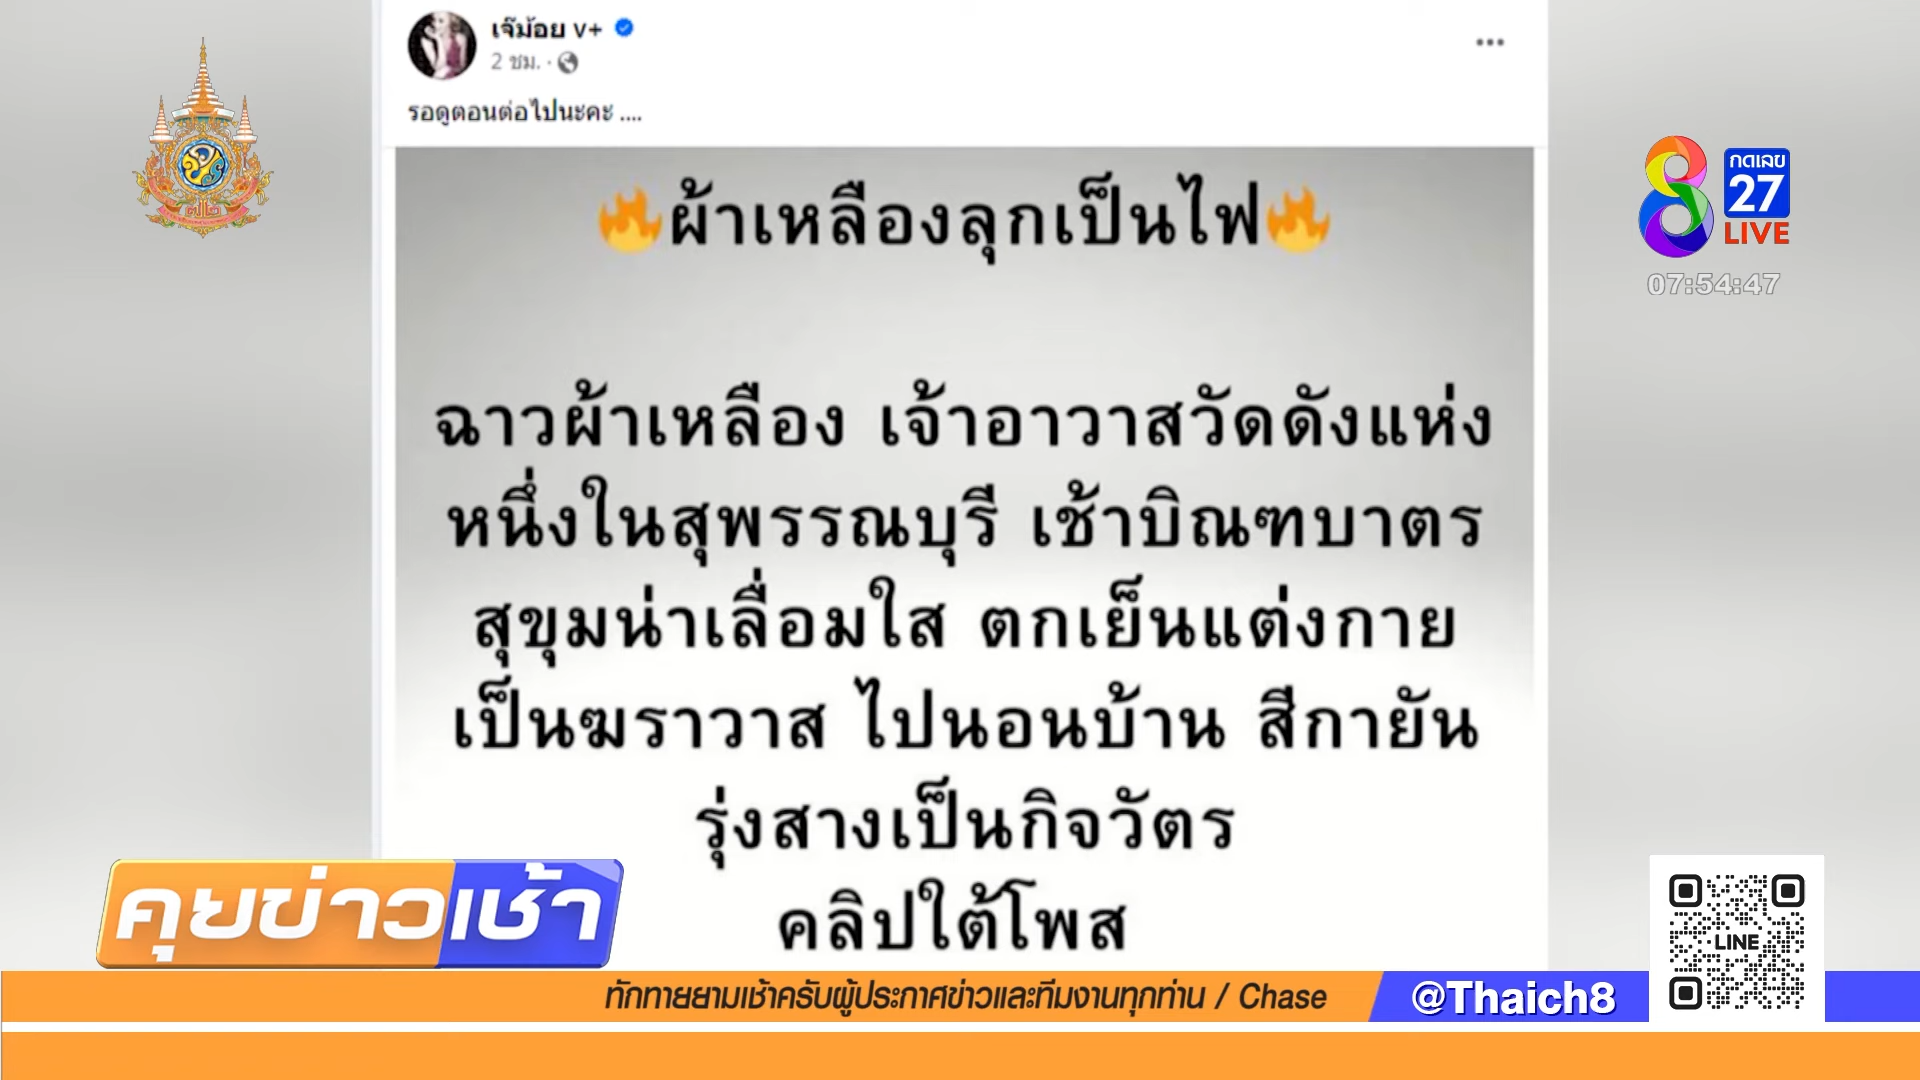 เจ๊ม้อย v+
2 ชม.
รอดูตอนต่อไปนะคะ ....
🔥ผ้าเหลืองลุกเป็นไฟ🔥
ฉาวผ้าเหลือง เจ้าอาวาสวัดดังแห่ง
หนึ่งในสุพรรณบุรี เช้าบิณฑบาตร
สุขุมน่าเลื่อมใส ตกเย็นแต่งกาย
เป็นฆราวาส ไปนอนบ้าน สีกายัน
รุ่งสางเป็นกิจวัตร
คลิปใต้โพส
8 กดเลข
27
LIVE
07:54:47
๗๒
คุยข่าวเช้า
ทักทายยามเช้าครับผู้ประกาศข่าวและทีมงานทุกท่าน / Chase
@Thaich8
LINE